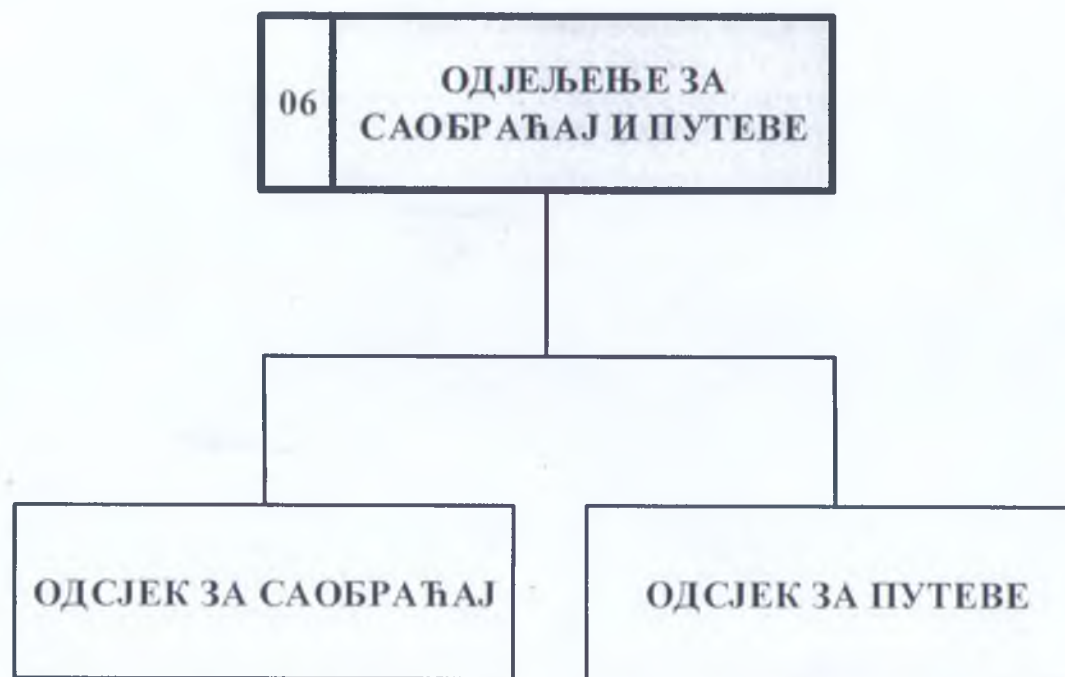 06
ОДЈЕЉЕЊЕ ЗА
САОБРАЋАЈ И ПУТЕВЕ
ОДСЈЕК ЗА САОБРАЋАЈ
ОДСЈЕК ЗА ПУТЕВЕ